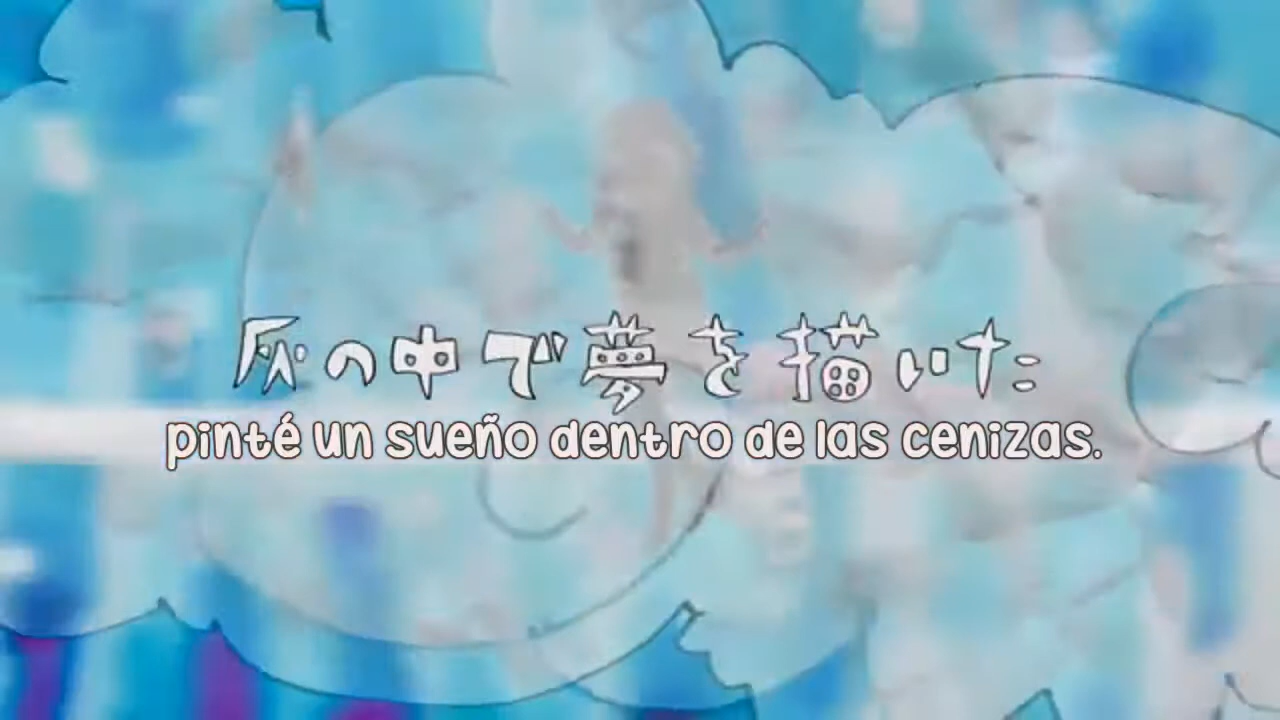 灰の中で夢を描いた
pinté un sueño dentro de las cenizas.